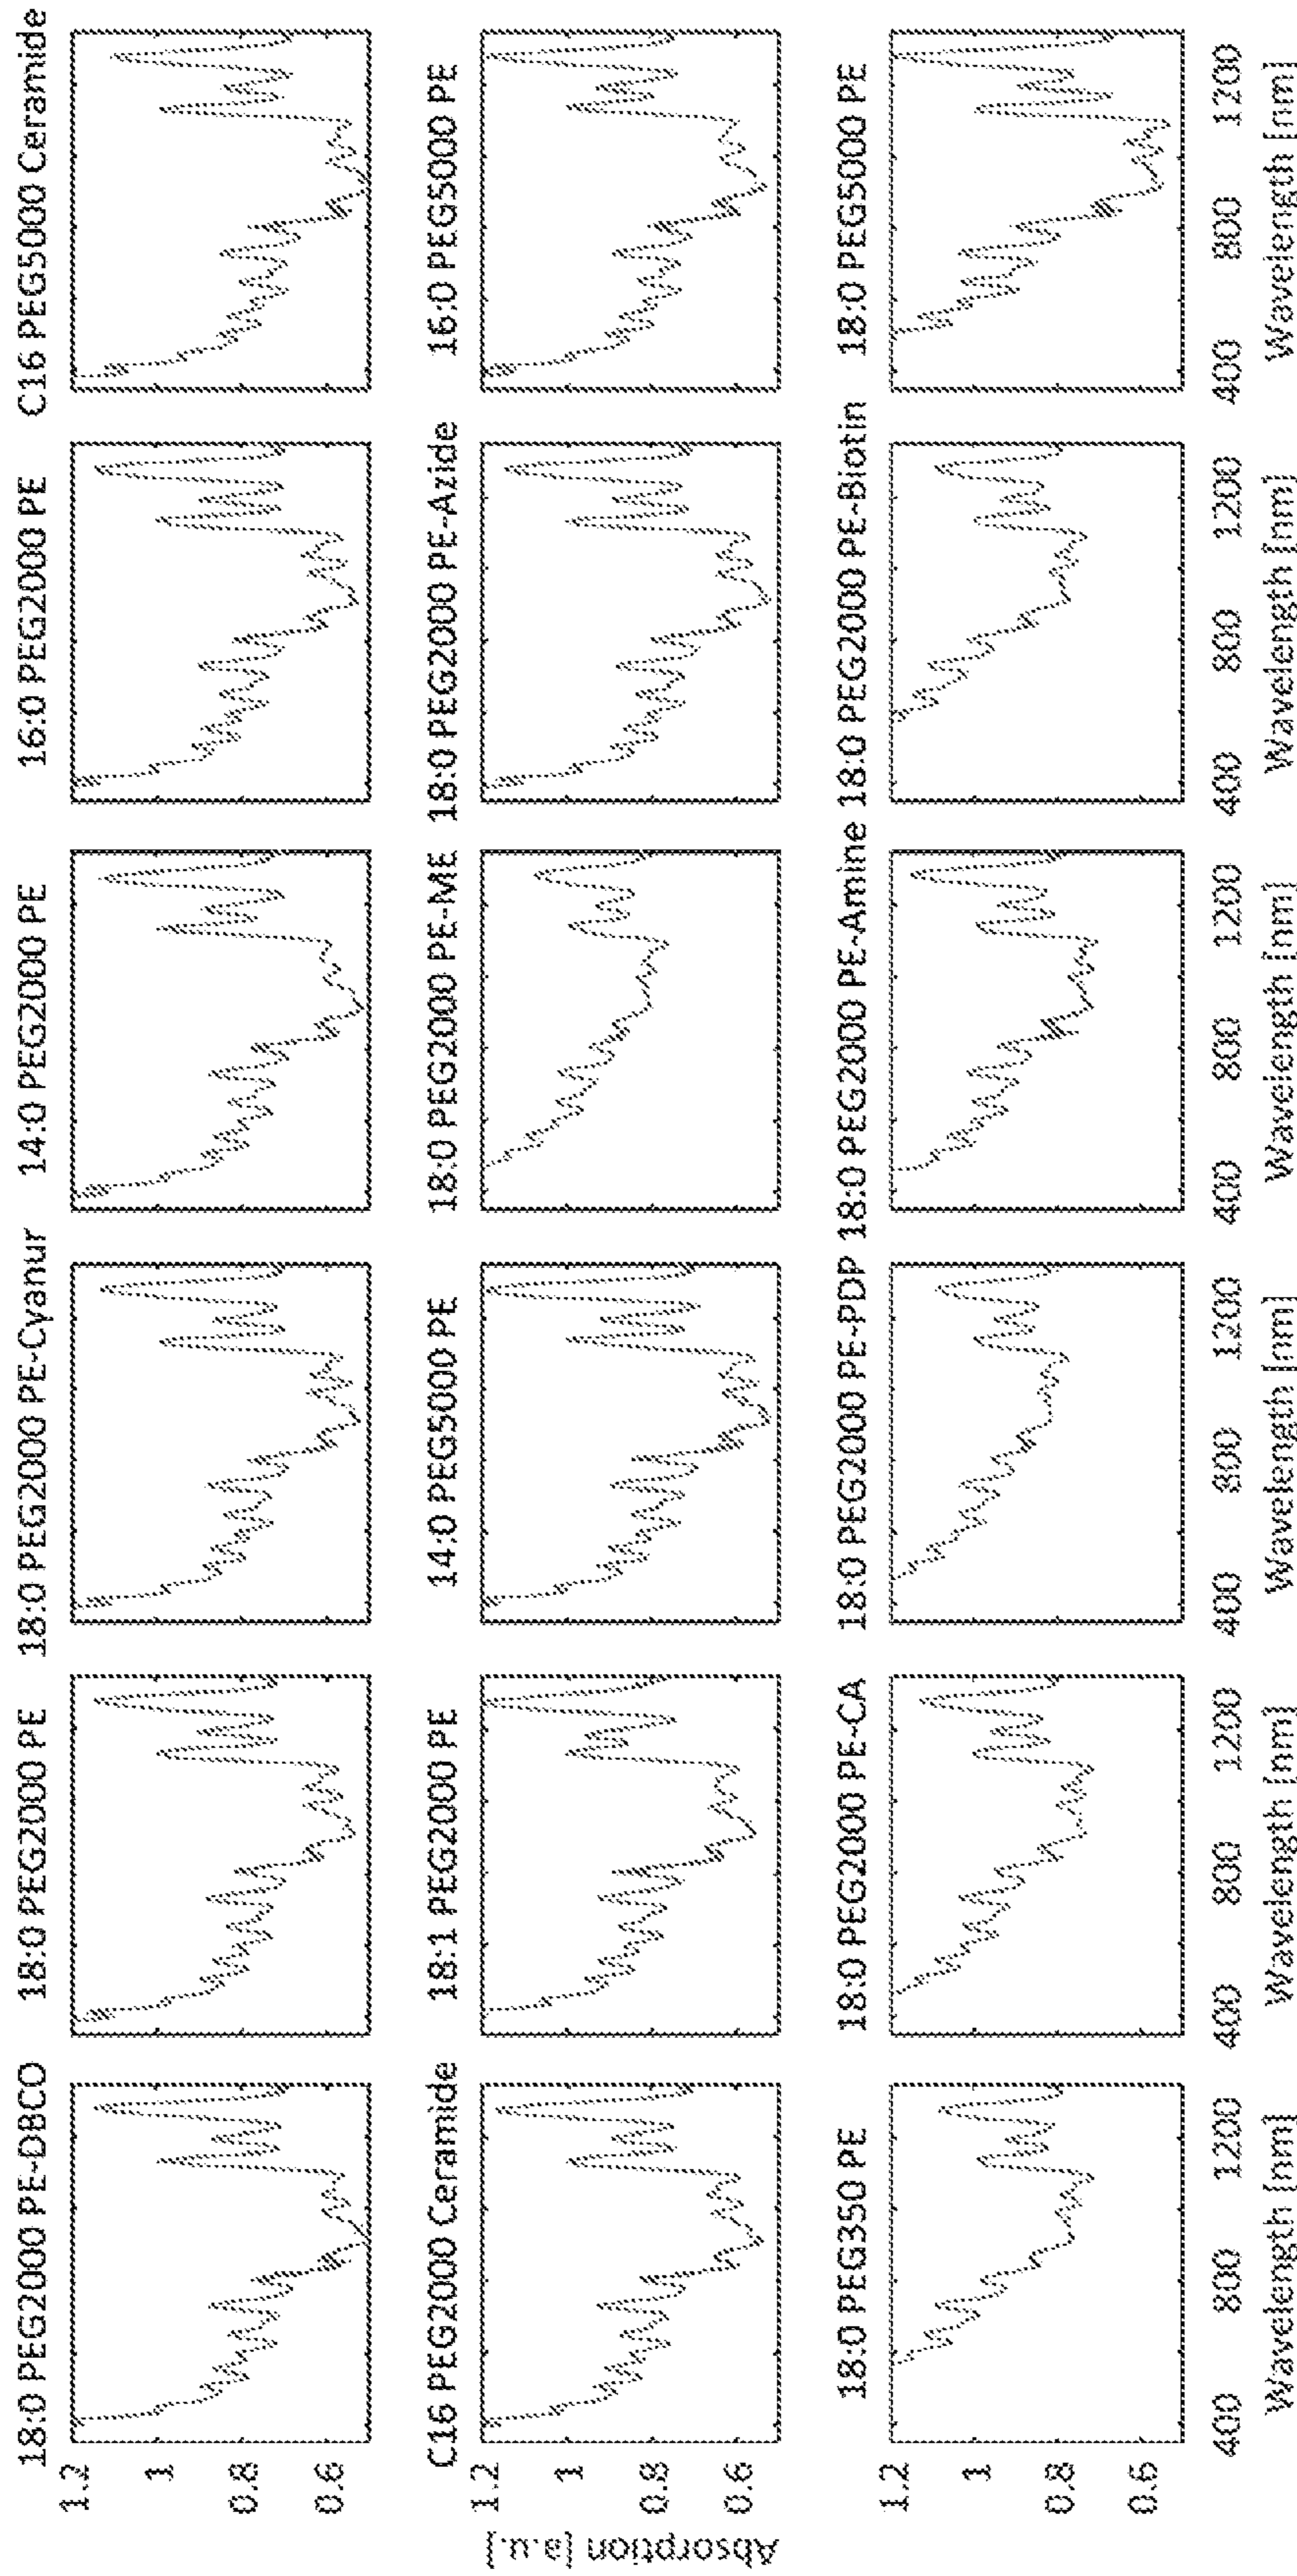 18:0 PEG2000 PE-DBCO
18:0 PEG2000 PE
18:0 PEG2000 PE-Cyanur
14:0 PEG2000 PE
16:0 PEG2000 PE
C16 PEG5000 Ceramide
1.2
1
0.8
0.6
C16 PEG2000 Ceramide
18:1 PEG2000 PE
14:0 PEG5000 PE
18:0 PEG2000 PE-ME
18:0 PEG2000 PE-Azide
16:0 PEG5000 PE
Absorption [a.u.]
1.2
1
0.8
0.6
18:0 PEG350 PE
18:0 PEG2000 PE-CA
18:0 PEG2000 PE-PDP
18:0 PEG2000 PE-Amine
18:0 PEG2000 PE-Biotin
18:0 PEG5000 PE
1.2
1
0.8
0.6
400 800 1200
400 800 1200
400 800 1200
400 800 1200
400 800 1200
400 800 1200
Wavelength [nm]
Wavelength [nm]
Wavelength [nm]
Wavelength [nm]
Wavelength [nm]
Wavelength [nm]